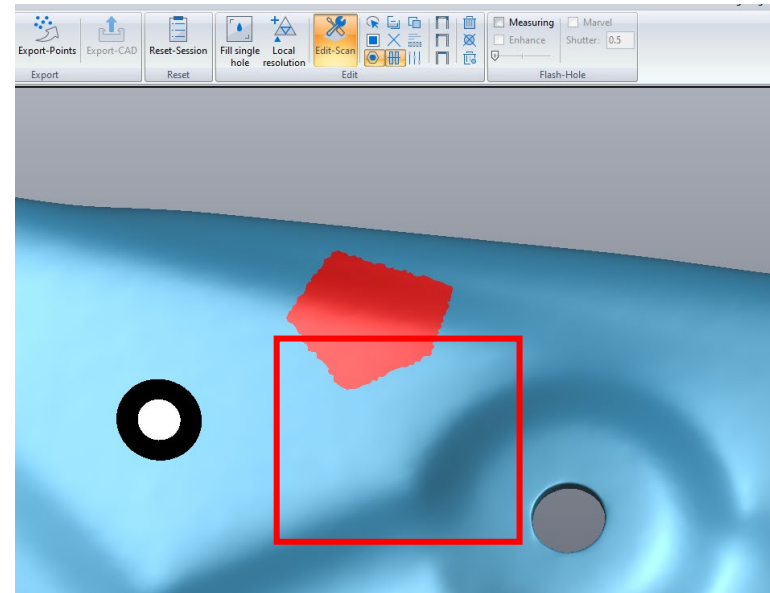 Measuring
Marvel
Enhance
Shutter: 0.5
Export-Points
Export-CAD
Reset-Session
Fill single
hole
Local
resolution
Edit-Scan
Export
Reset
Edit
Flash-Hole